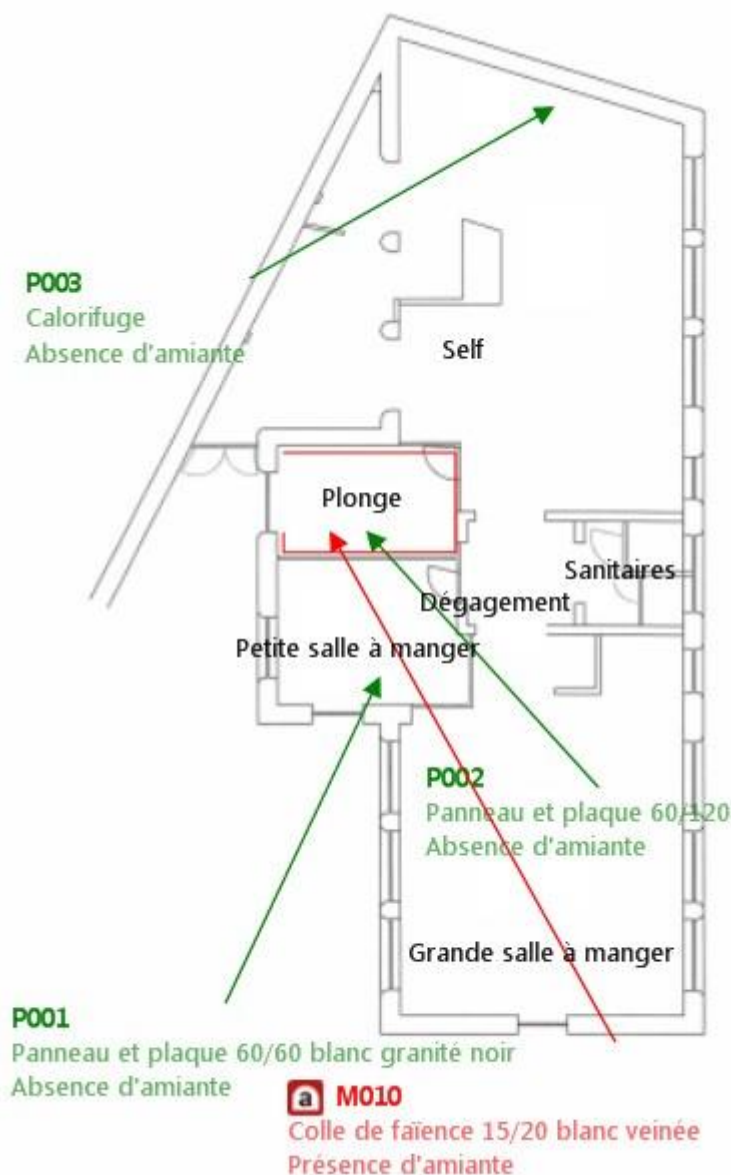 P003
Calorifuge
Absence d'amiante
Self
Plonge
Sanitaires
Dégagement
Petite salle à manger
P002
Panneau et plaque 60/120
Absence d'amiante
Grande salle à manger
P001
Panneau et plaque 60/60 blanc granité noir
Absence d'amiante
a M010
Colle de faïence 15/20 blanc veinée
Présence d'amiante